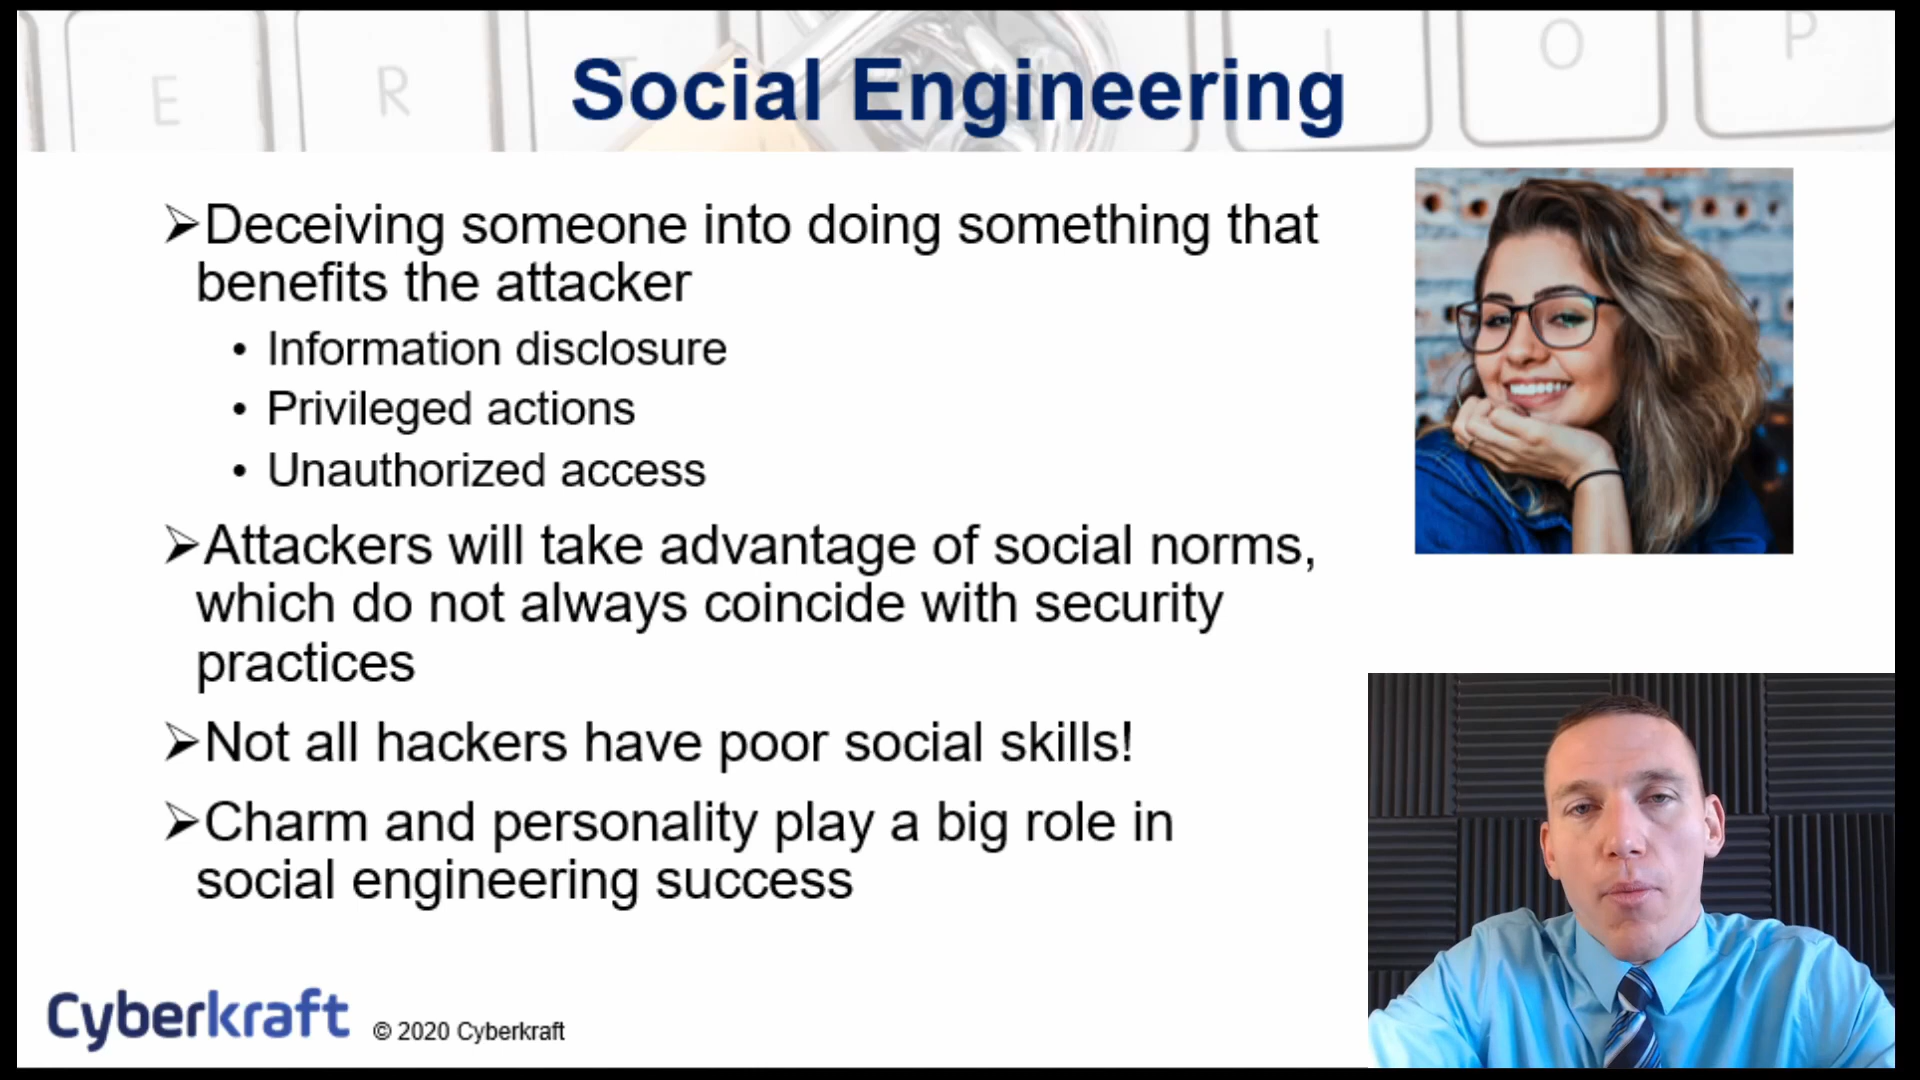 E R T I O P
Social Engineering
➢Deceiving someone into doing something that
benefits the attacker
• Information disclosure
• Privileged actions
• Unauthorized access
➢Attackers will take advantage of social norms,
which do not always coincide with security
practices
➢Not all hackers have poor social skills!
➢Charm and personality play a big role in
social engineering success
Cyberkraft © 2020 Cyberkraft